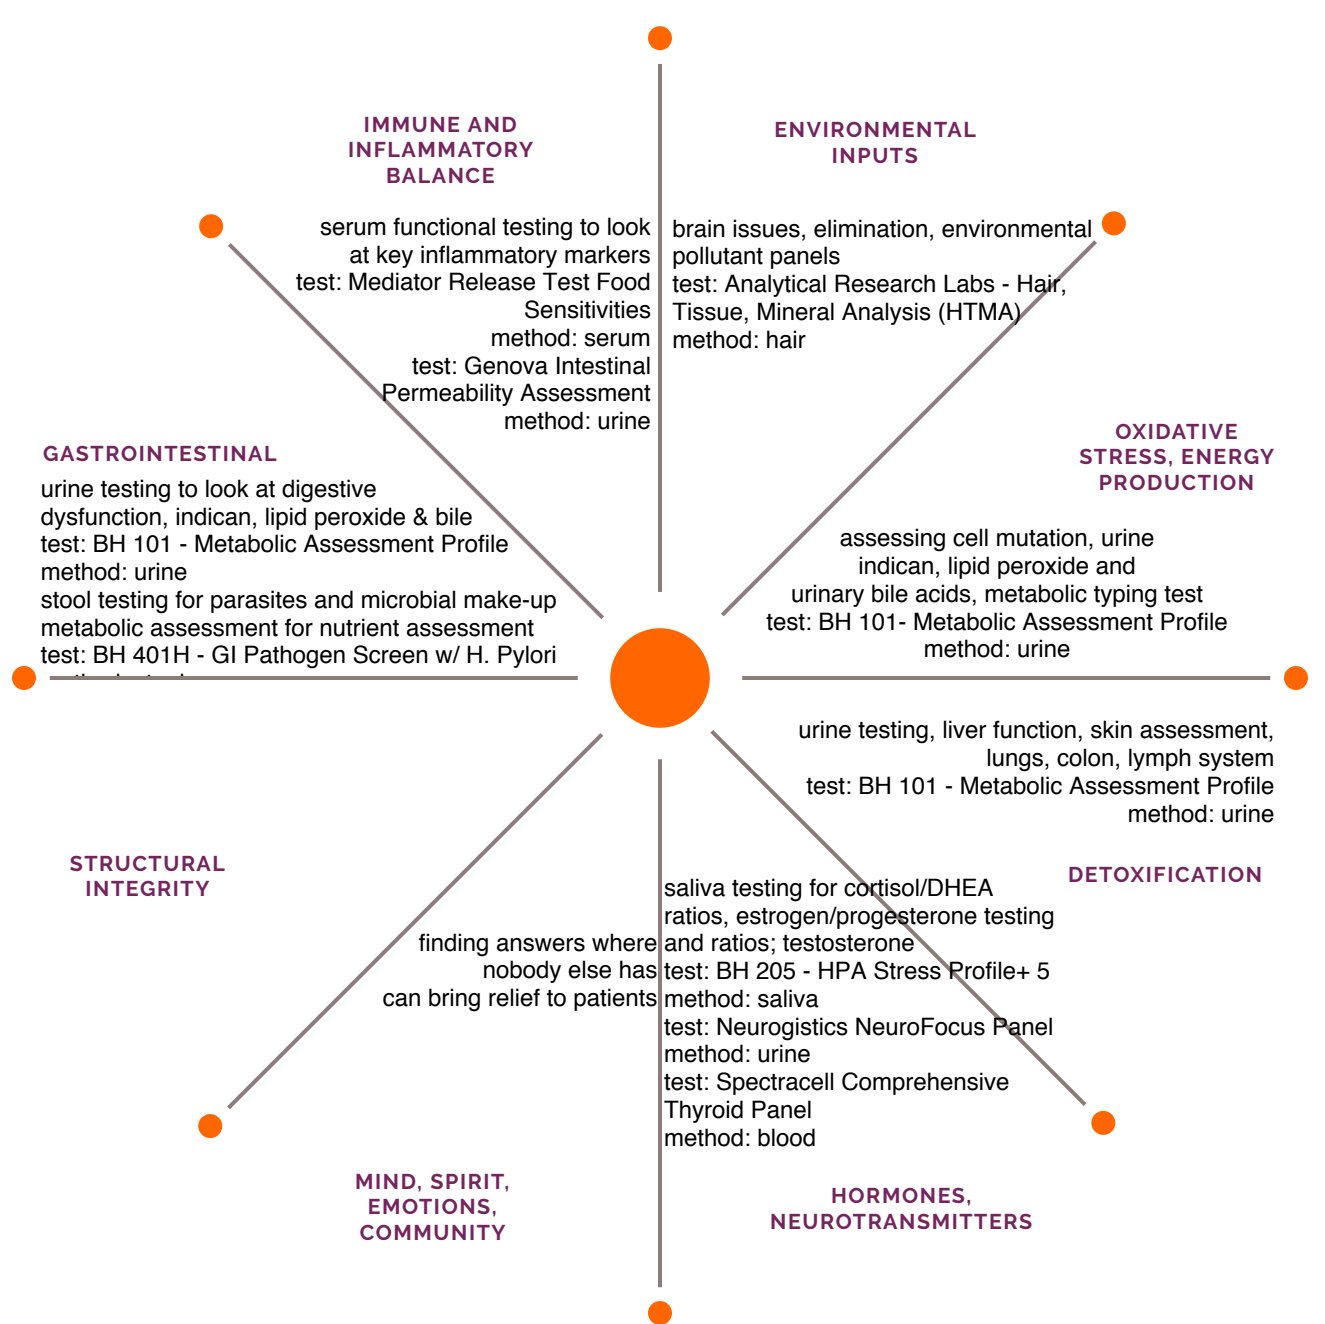 IMMUNE AND
INFLAMMATORY
BALANCE
serum functional testing to look
at key inflammatory markers
test: Mediator Release Test Food
Sensitivities
method: serum
test: Genova Intestinal
Permeability Assessment
method: urine
ENVIRONMENTAL
INPUTS
brain issues, elimination, environmental
pollutant panels
test: Analytical Research Labs - Hair,
Tissue, Mineral Analysis (HTMA)
method: hair
GASTROINTESTINAL
urine testing to look at digestive
dysfunction, indican, lipid peroxide & bile
test: BH 101 - Metabolic Assessment Profile
method: urine
stool testing for parasites and microbial make-up
metabolic assessment for nutrient assessment
test: BH 401H - GI Pathogen Screen w/ H. Pylori
OXIDATIVE
STRESS, ENERGY
PRODUCTION
assessing cell mutation, urine
indican, lipid peroxide and
urinary bile acids, metabolic typing test
test: BH 101- Metabolic Assessment Profile
method: urine
urine testing, liver function, skin assessment,
lungs, colon, lymph system
test: BH 101 - Metabolic Assessment Profile
method: urine
DETOXIFICATION
STRUCTURAL
INTEGRITY
finding answers where
nobody else has
can bring relief to patients
MIND, SPIRIT,
EMOTIONS,
COMMUNITY
saliva testing for cortisol/DHEA
ratios, estrogen/progesterone testing
and ratios; testosterone
test: BH 205 - HPA Stress Profile+ 5
method: saliva
test: Neurogistics NeuroFocus Panel
method: urine
test: Spectracell Comprehensive
Thyroid Panel
method: blood
HORMONES,
NEUROTRANSMITTERS